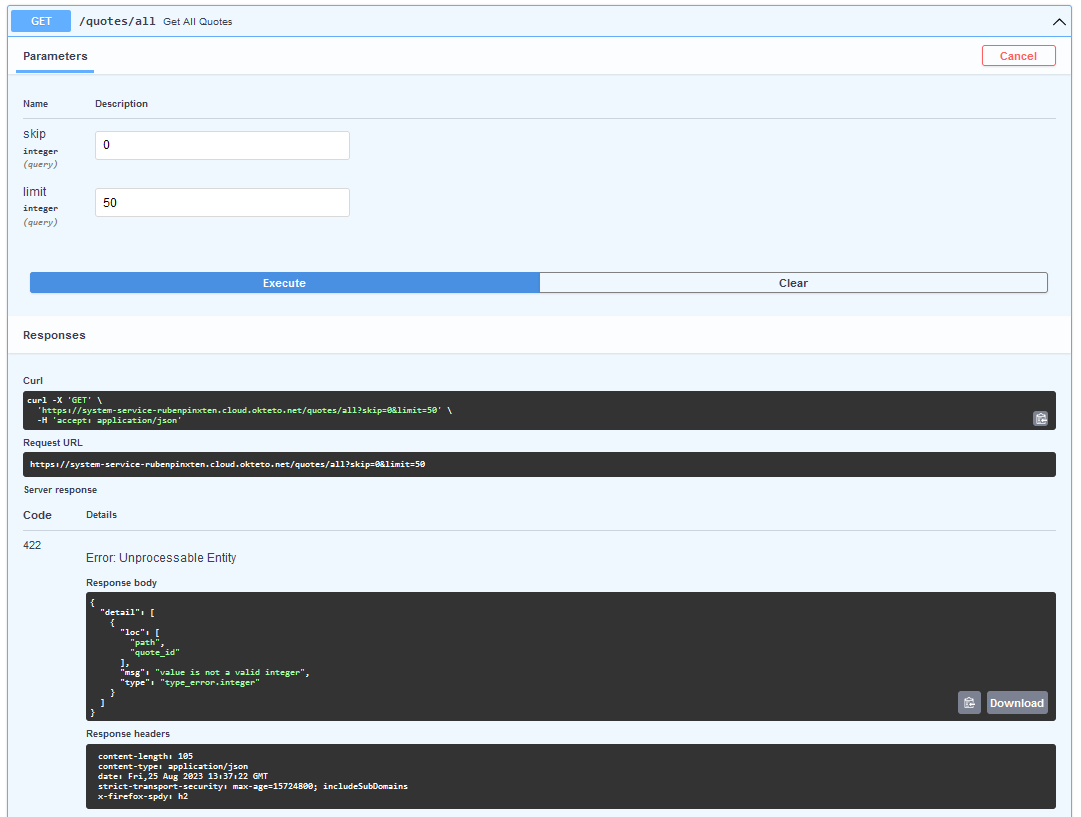 GET /quotes/all Get All Quotes
Parameters
Cancel
Name Description
skip
integer
(query)
0
limit
integer
(query)
50
Execute Clear
Responses
Curl
curl -X 'GET' \
  'https://system-service-rubenpinxten.cloud.okteto.net/quotes/all?skip=0&limit=50' \
  -H 'accept: application/json'
Request URL
https://system-service-rubenpinxten.cloud.okteto.net/quotes/all?skip=0&limit=50
Server response
Code Details
422
Error: Unprocessable Entity
Response body
{
  "detail": [
    {
      "loc": [
        "path",
        "quote_id"
      ],
      "msg": "value is not a valid integer",
      "type": "type_error.integer"
    }
  ]
}
Download
Response headers
content-length: 105
content-type: application/json
date: Fri,25 Aug 2023 13:37:22 GMT
strict-transport-security: max-age=15724800; includeSubDomains
x-firefox-spdy: h2